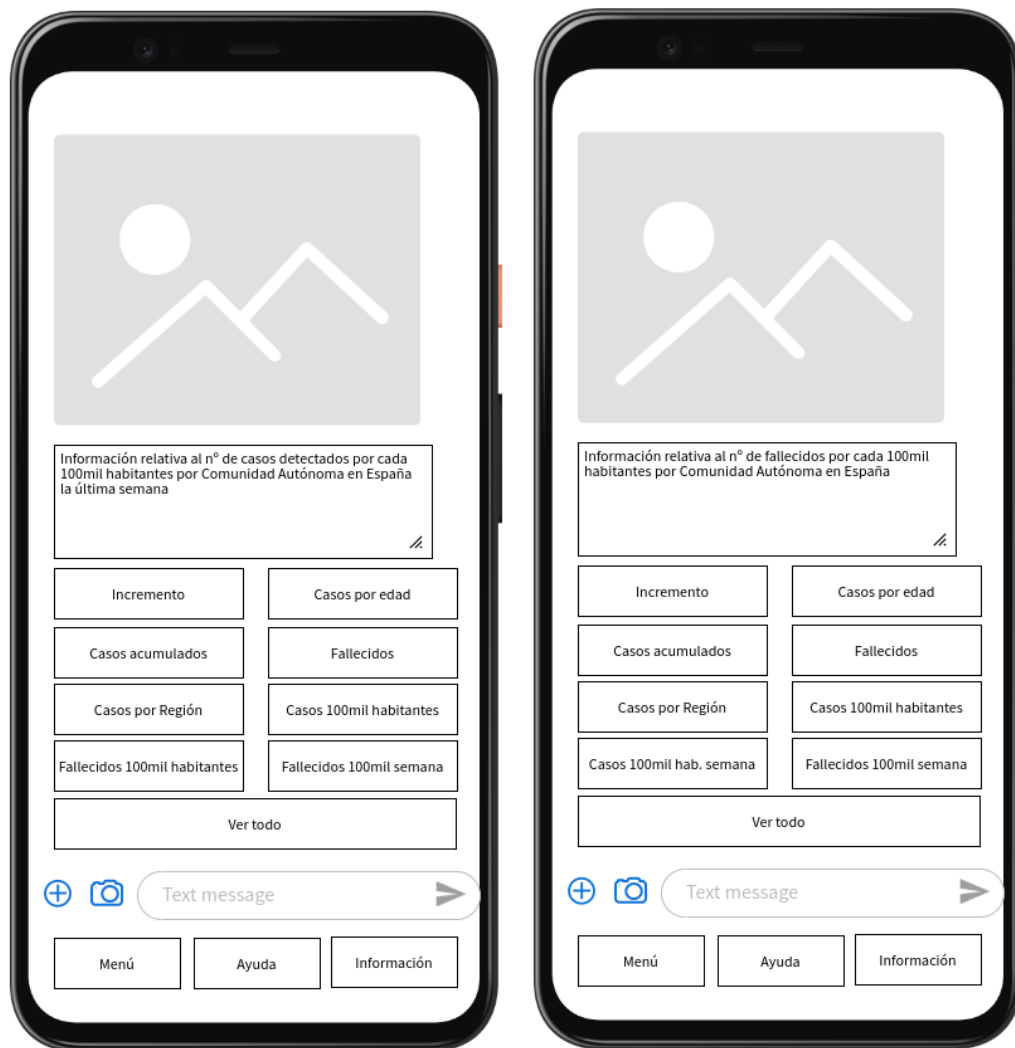 Información relativa al nº de casos detectados por cada
100mil habitantes por Comunidad Autónoma en España
la última semana
Incremento
Casos por edad
Casos acumulados
Fallecidos
Casos por Región
Casos 100mil habitantes
Fallecidos 100mil habitantes
Fallecidos 100mil semana
Ver todo
Text message
Menú
Ayuda
Información
Información relativa al nº de fallecidos por cada 100mil
habitantes por Comunidad Autónoma en España
Incremento
Casos por edad
Casos acumulados
Fallecidos
Casos por Región
Casos 100mil habitantes
Casos 100mil hab. semana
Fallecidos 100mil semana
Ver todo
Text message
Menú
Ayuda
Información